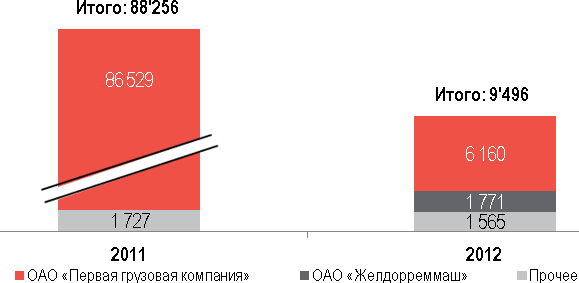 Итого: 88'256
86 529
1 727
Итого: 9'496
6 160
1 771
1 565
2011
2012
ОАО «Первая грузовая компания»
ОАО «Желдорреммаш»
Прочее